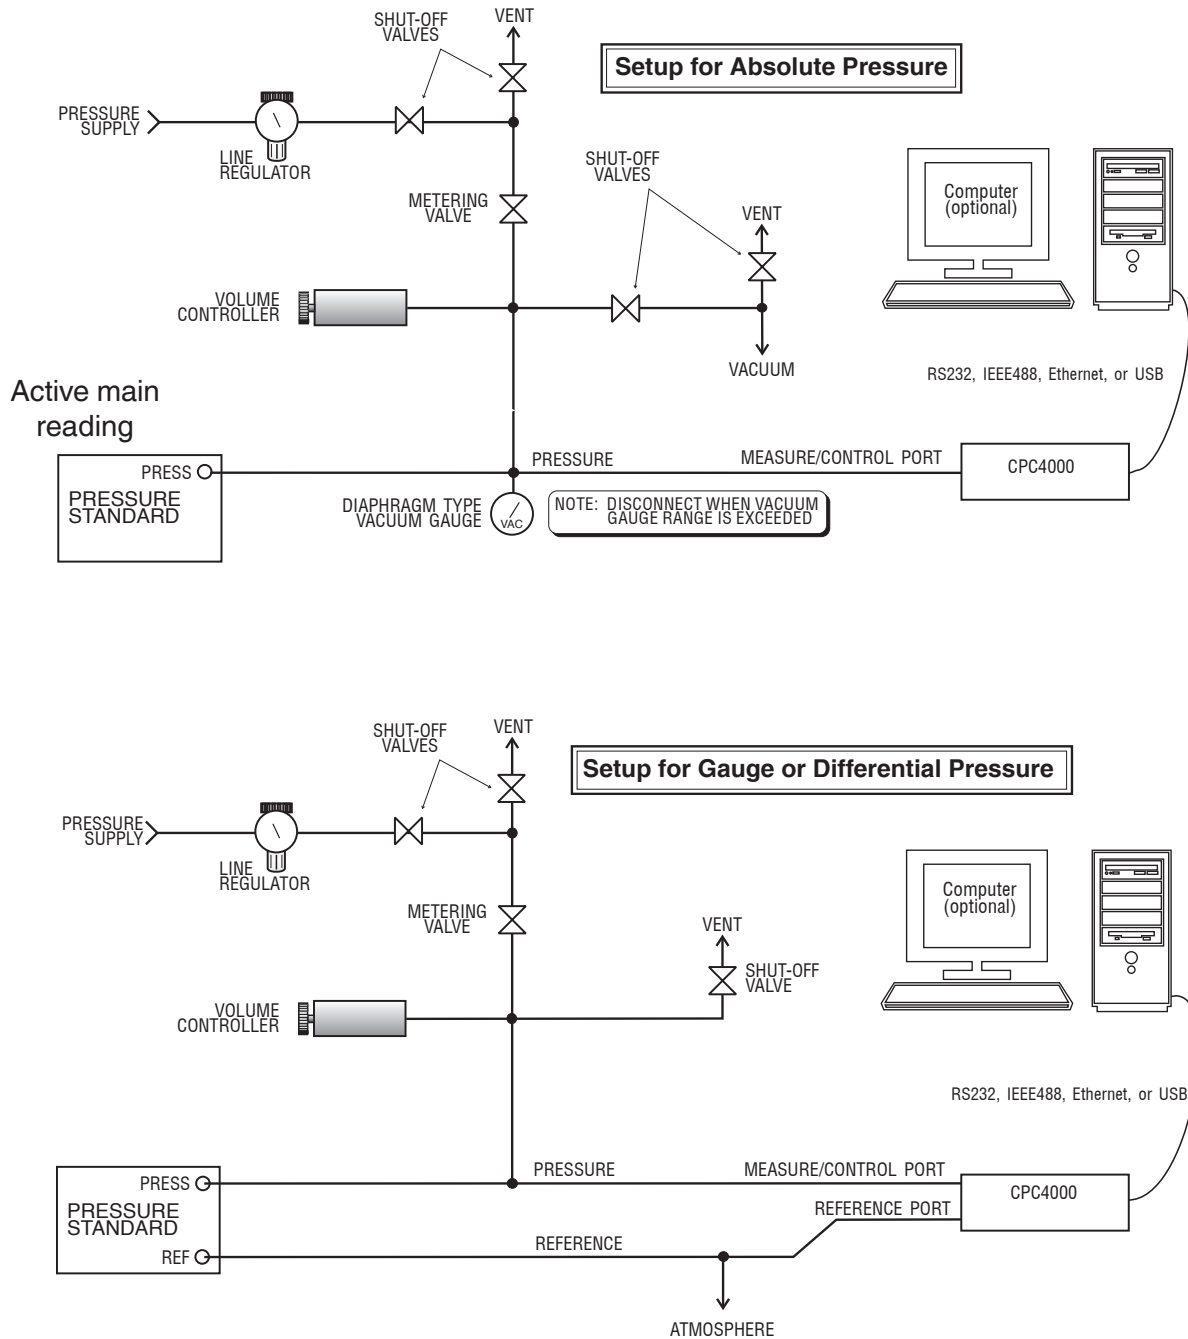 SHUT-OFF
VALVES
VENT
Setup for Absolute Pressure
PRESSURE
SUPPLY
LINE
REGULATOR
SHUT-OFF
VALVES
METERING
VALVE
VENT
Computer
(optional)
VOLUME
CONTROLLER
VACUUM
RS232, IEEE488, Ethernet, or USB
Active main
reading
PRESS
PRESSURE
STANDARD
PRESSURE
MEASURE/CONTROL PORT
CPC4000
DIAPHRAGM TYPE
VACUUM GAUGE
VAC
NOTE: DISCONNECT WHEN VACUUM
GAUGE RANGE IS EXCEEDED
SHUT-OFF
VALVES
VENT
Setup for Gauge or Differential Pressure
PRESSURE
SUPPLY
LINE
REGULATOR
METERING
VALVE
VENT
SHUT-OFF
VALVE
Computer
(optional)
VOLUME
CONTROLLER
RS232, IEEE488, Ethernet, or USB
PRESS
PRESSURE
STANDARD
REF
PRESSURE
MEASURE/CONTROL PORT
CPC4000
REFERENCE PORT
REFERENCE
ATMOSPHERE